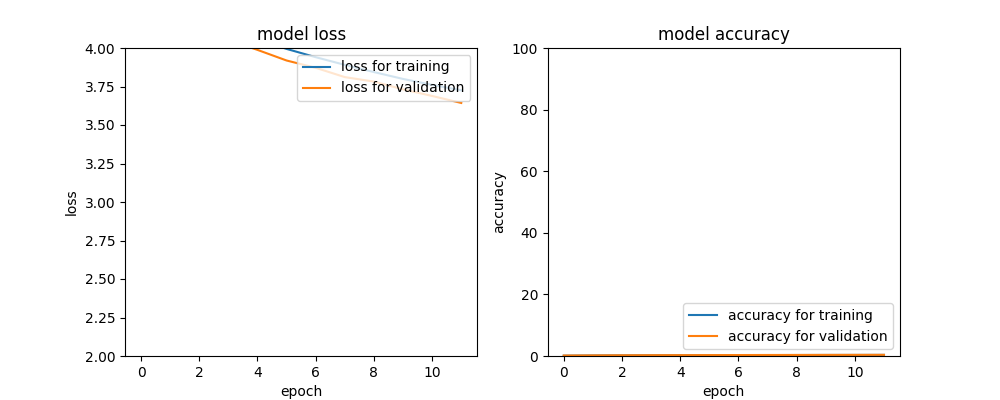 model loss
4.00
3.75
3.50
3.25
3.00
2.75
2.50
2.25
2.00
loss
0 2 4 6 8 10
epoch
loss for training
loss for validation
model accuracy
100
80
60
40
20
0
accuracy
0 2 4 6 8 10
epoch
accuracy for training
accuracy for validation